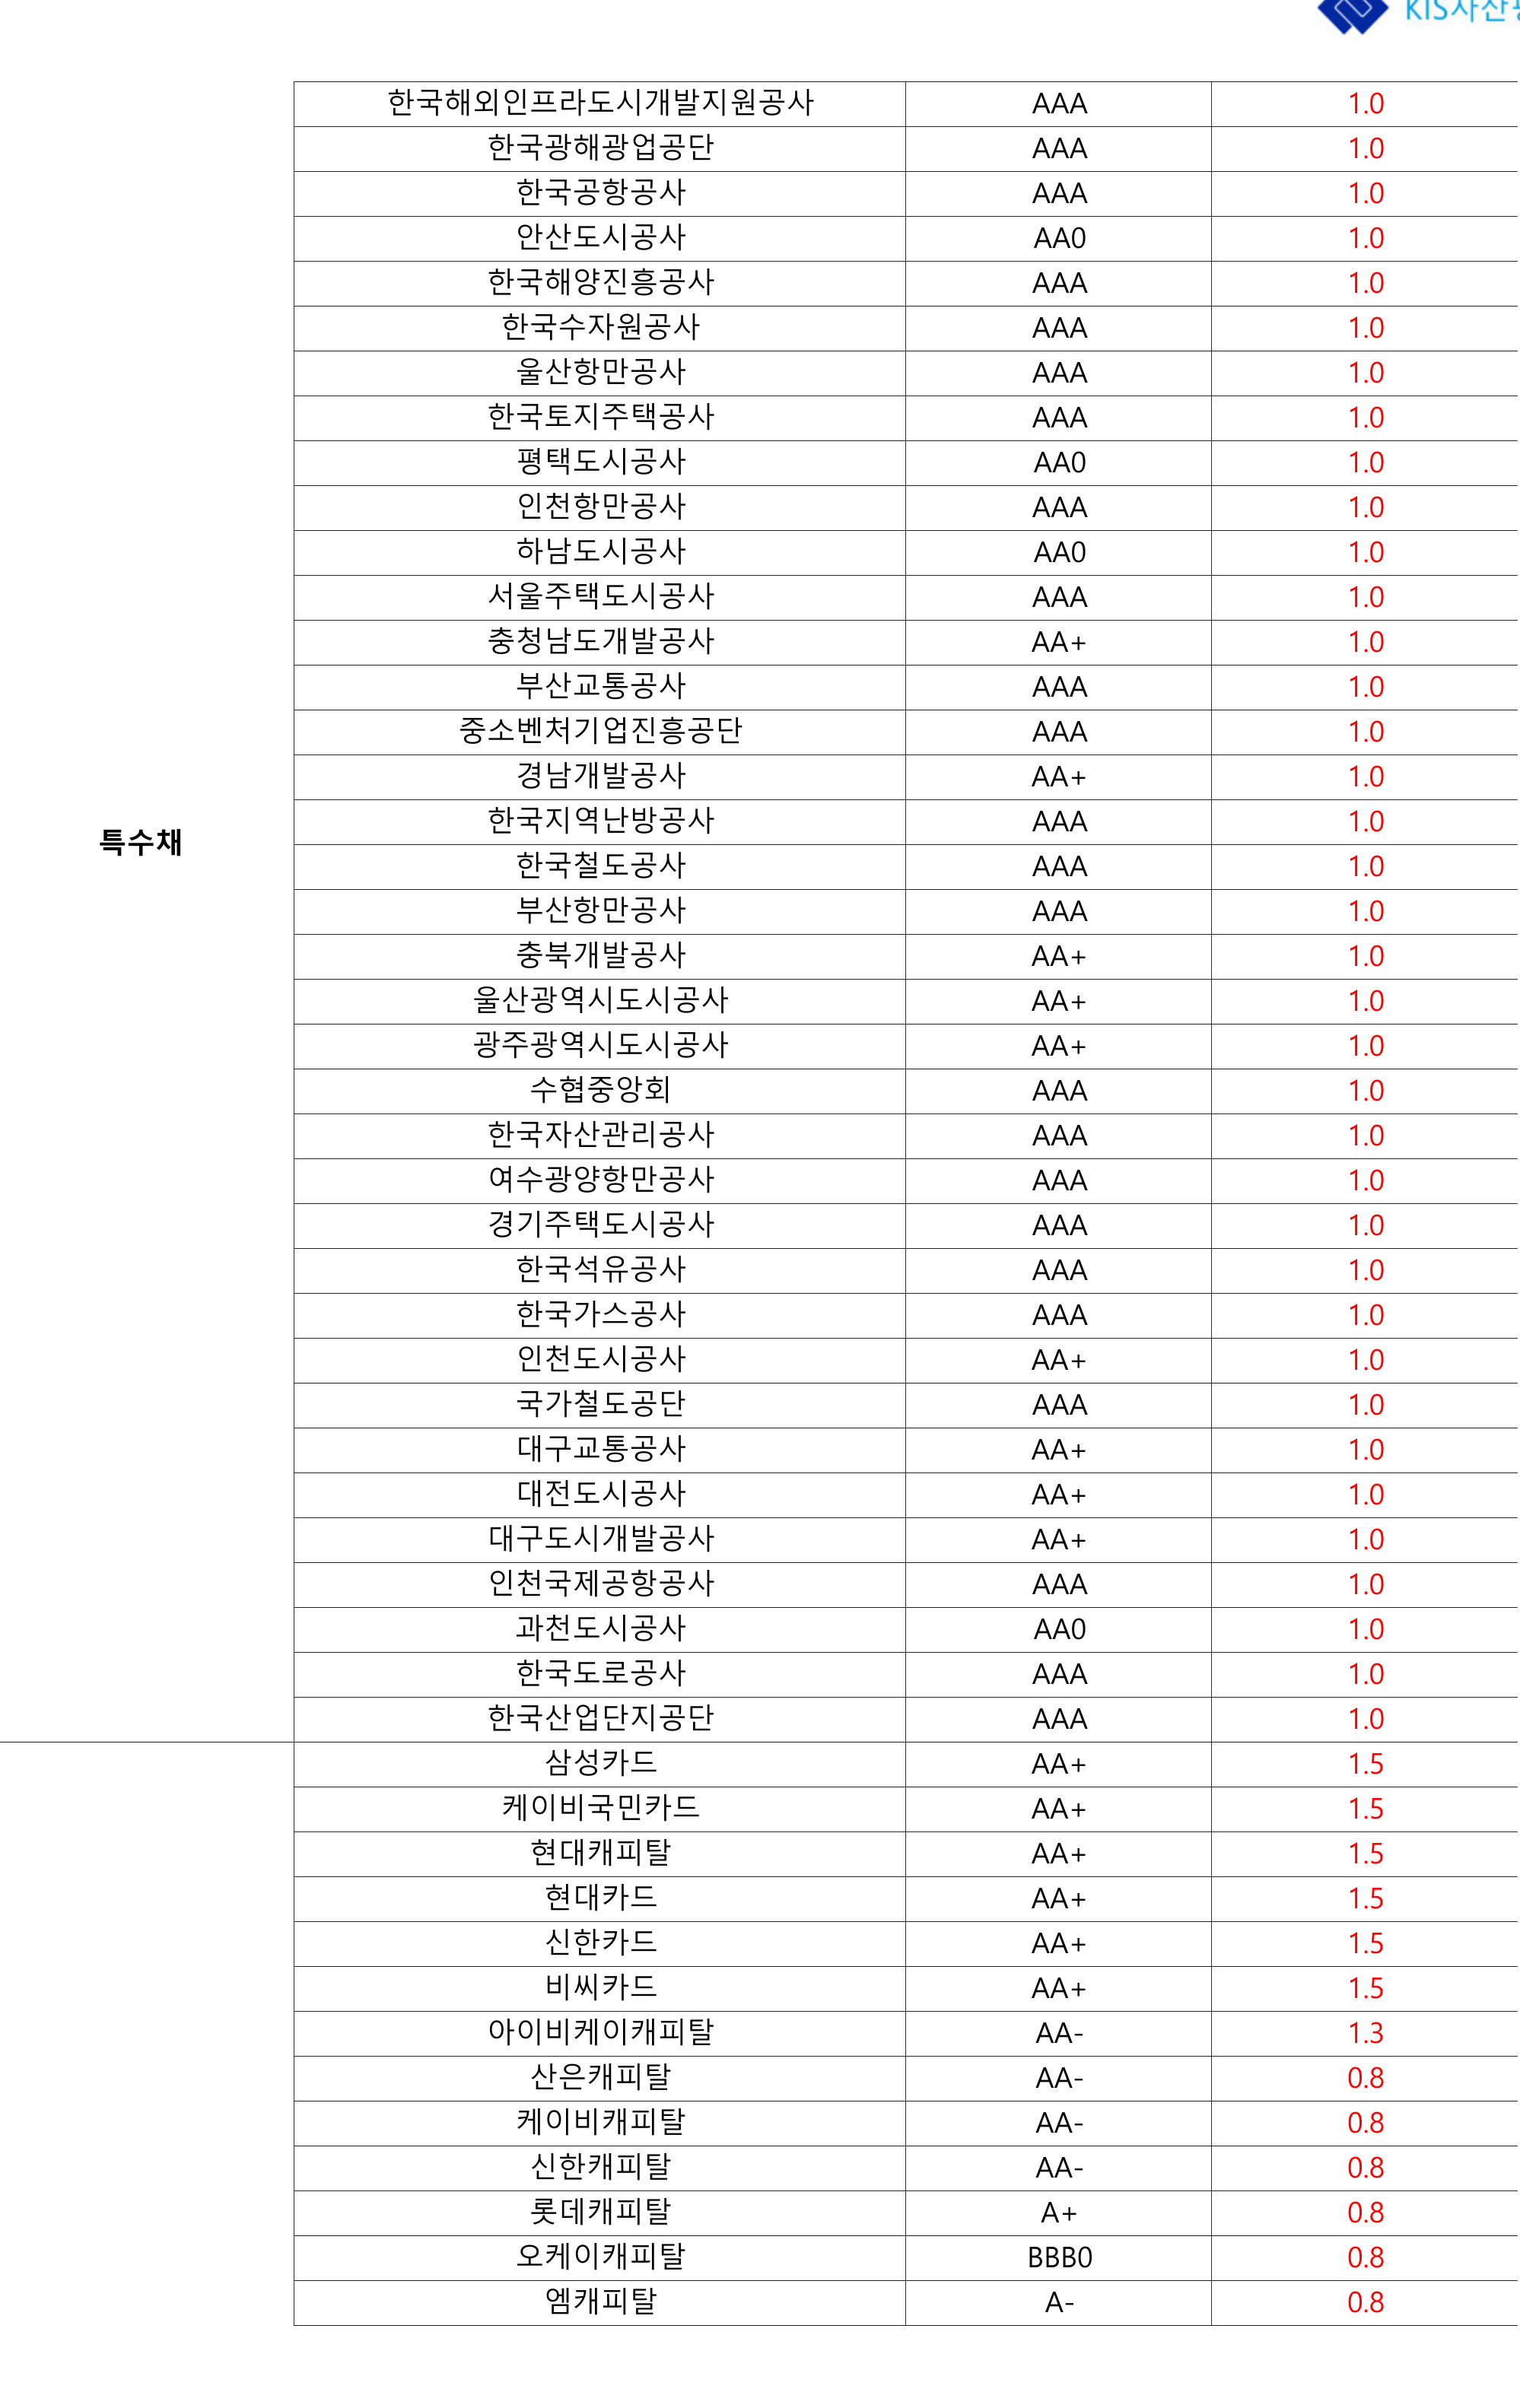 KIS자산
한국해외인프라도시개발지원공사 AAA 1.0
한국광해광업공단 AAA 1.0
한국공항공사 AAA 1.0
안산도시공사 AA0 1.0
한국해양진흥공사 AAA 1.0
한국수자원공사 AAA 1.0
울산항만공사 AAA 1.0
한국토지주택공사 AAA 1.0
평택도시공사 AA0 1.0
인천항만공사 AAA 1.0
하남도시공사 AA0 1.0
서울주택도시공사 AAA 1.0
충청남도개발공사 AA+ 1.0
부산교통공사 AAA 1.0
중소벤처기업진흥공단 AAA 1.0
경남개발공사 AA+ 1.0
한국지역난방공사 AAA 1.0
특수채
한국철도공사 AAA 1.0
부산항만공사 AAA 1.0
충북개발공사 AA+ 1.0
울산광역시도시공사 AA+ 1.0
광주광역시도시공사 AA+ 1.0
수협중앙회 AAA 1.0
한국자산관리공사 AAA 1.0
여수광양항만공사 AAA 1.0
경기주택도시공사 AAA 1.0
한국석유공사 AAA 1.0
한국가스공사 AAA 1.0
인천도시공사 AA+ 1.0
국가철도공단 AAA 1.0
대구교통공사 AA+ 1.0
대전도시공사 AA+ 1.0
대구도시개발공사 AA+ 1.0
인천국제공항공사 AAA 1.0
과천도시공사 AA0 1.0
한국도로공사 AAA 1.0
한국산업단지공단 AAA 1.0
삼성카드 AA+ 1.5
케이비국민카드 AA+ 1.5
현대캐피탈 AA+ 1.5
현대카드 AA+ 1.5
신한카드 AA+ 1.5
비씨카드 AA+ 1.5
아이비케이캐피탈 AA- 1.3
산은캐피탈 AA- 0.8
케이비캐피탈 AA- 0.8
신한캐피탈 AA- 0.8
롯데캐피탈 A+ 0.8
오케이캐피탈 BBB0 0.8
엠캐피탈 A- 0.8